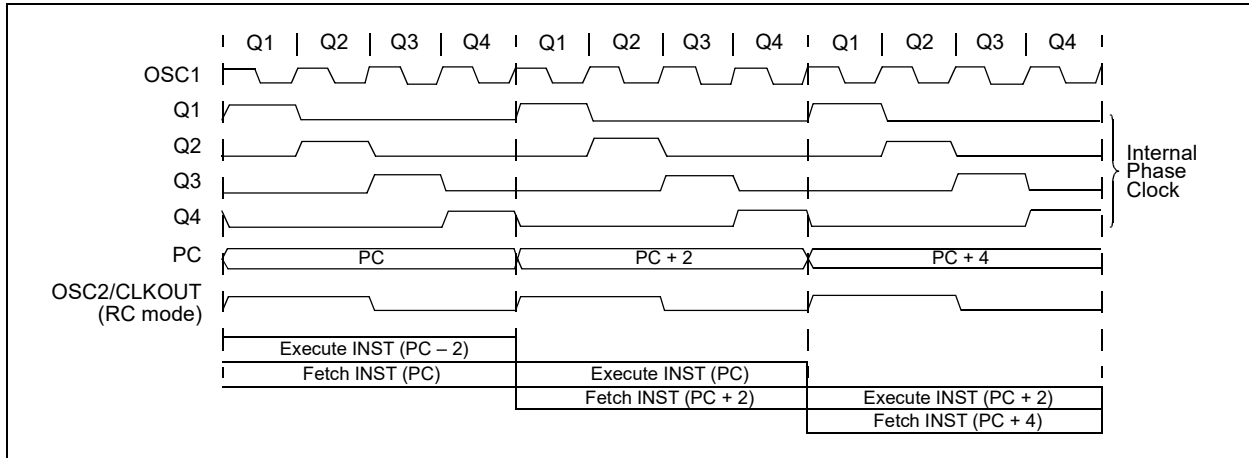 Q1 Q2 Q3 Q4 Q1 Q2 Q3 Q4 Q1 Q2 Q3 Q4
OSC1
Q1
Q2
Q3
Q4
Internal
Phase
Clock
PC PC PC + 2 PC + 4
OSC2/CLKOUT
(RC mode)
Execute INST (PC – 2)
Fetch INST (PC) Execute INST (PC)
Fetch INST (PC + 2) Execute INST (PC + 2)
Fetch INST (PC + 4)